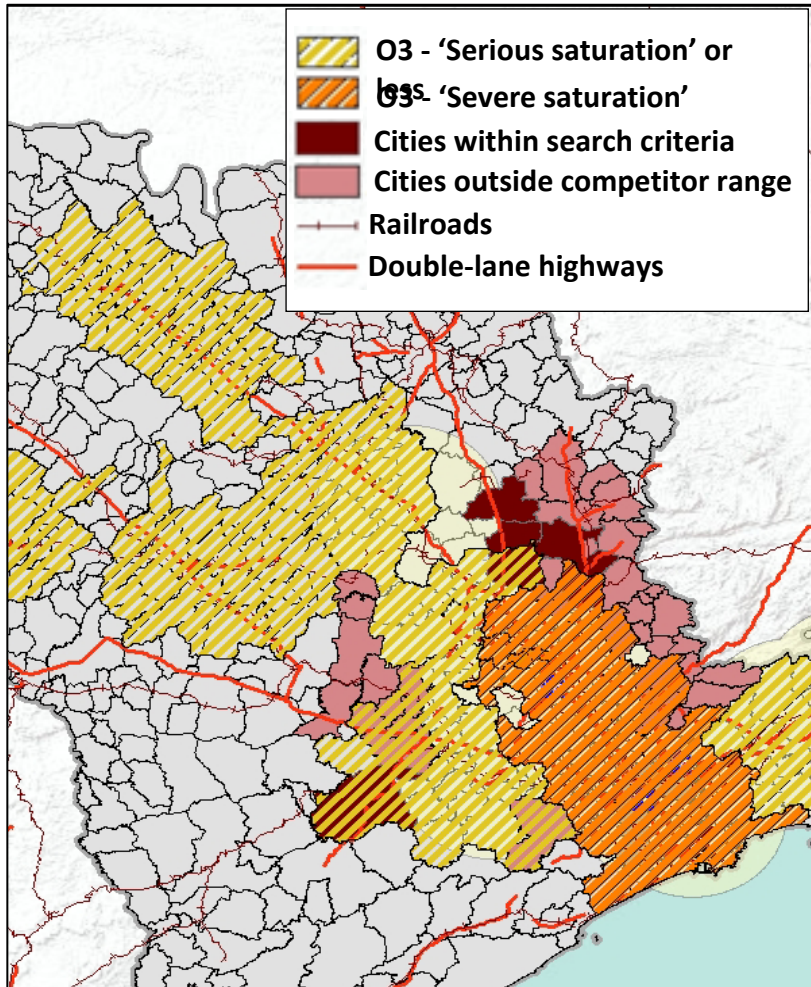 O3 - ‘Serious saturation’ or
less
O3 - ‘Severe saturation’
Cities within search criteria
Cities outside competitor range
Railroads
Double-lane highways